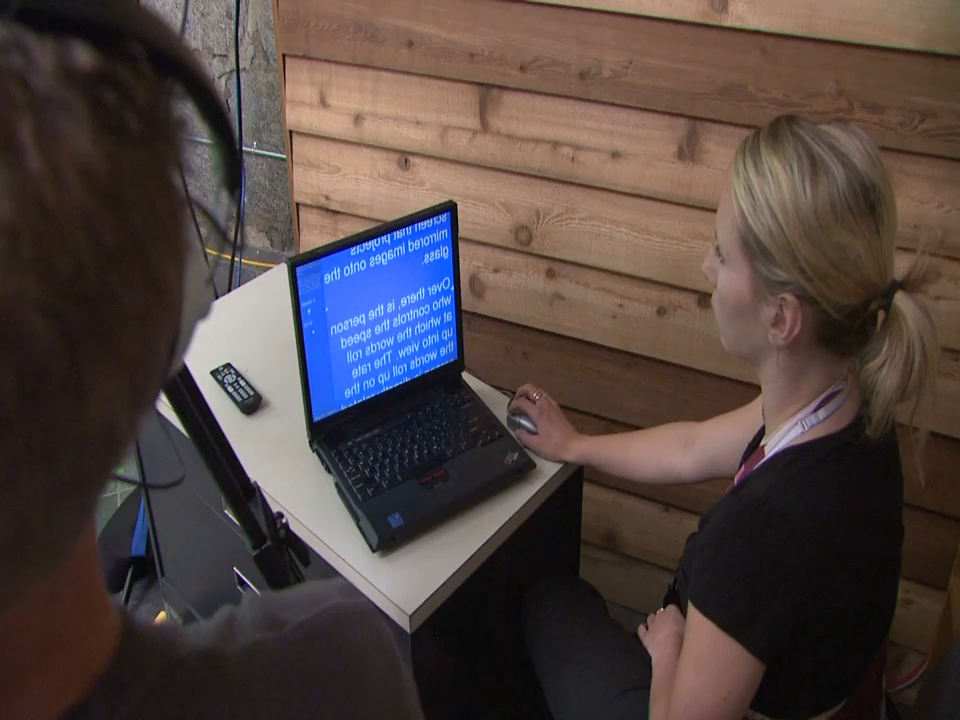 screen that projects
mirrored images onto the
glass.
Over there, is the person
who controls the speed
at which the words roll
up into view. The rate
the words roll up on the